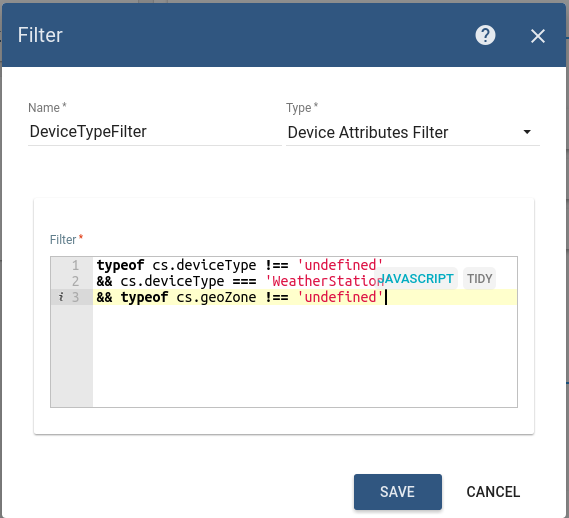 Filter
?
Name *
Type *
DeviceTypeFilter
Device Attributes Filter
Filter *
1 typeof cs.deviceType !== 'undefined'
2 && cs.deviceType === 'WeatherStation
JAVASCRIPT TIDY
i 3 && typeof cs.geoZone !== 'undefined'
SAVE CANCEL